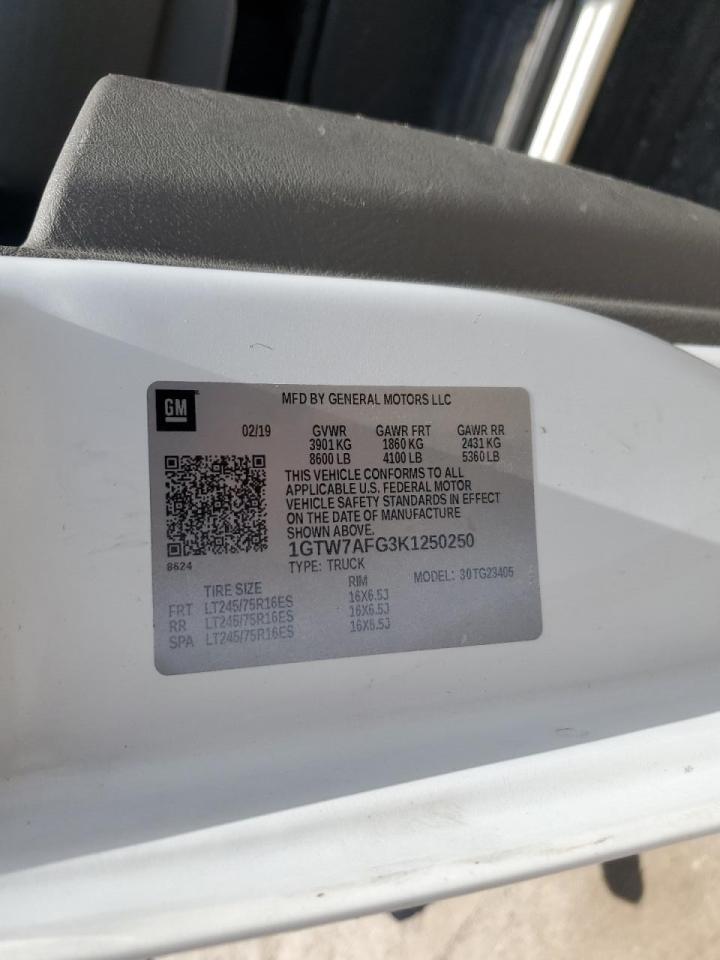 GM
MFD BY GENERAL MOTORS LLC
02/19 GVWR GAWR FRT GAWR RR
3901 KG 1860 KG 2431 KG
8600 LB 4100 LB 5360 LB
THIS VEHICLE CONFORMS TO ALL
APPLICABLE U.S. FEDERAL MOTOR
VEHICLE SAFETY STANDARDS IN EFFECT
ON THE DATE OF MANUFACTURE
SHOWN ABOVE.
1GTW7AFG3K1250250
8624
TYPE: TRUCK MODEL: 30TG23405
TIRE SIZE RIM
FRT LT245/75R16ES 16X6.5J
RR LT245/75R16ES 16X6.5J
SPA LT245/75R16ES 16X6.5J